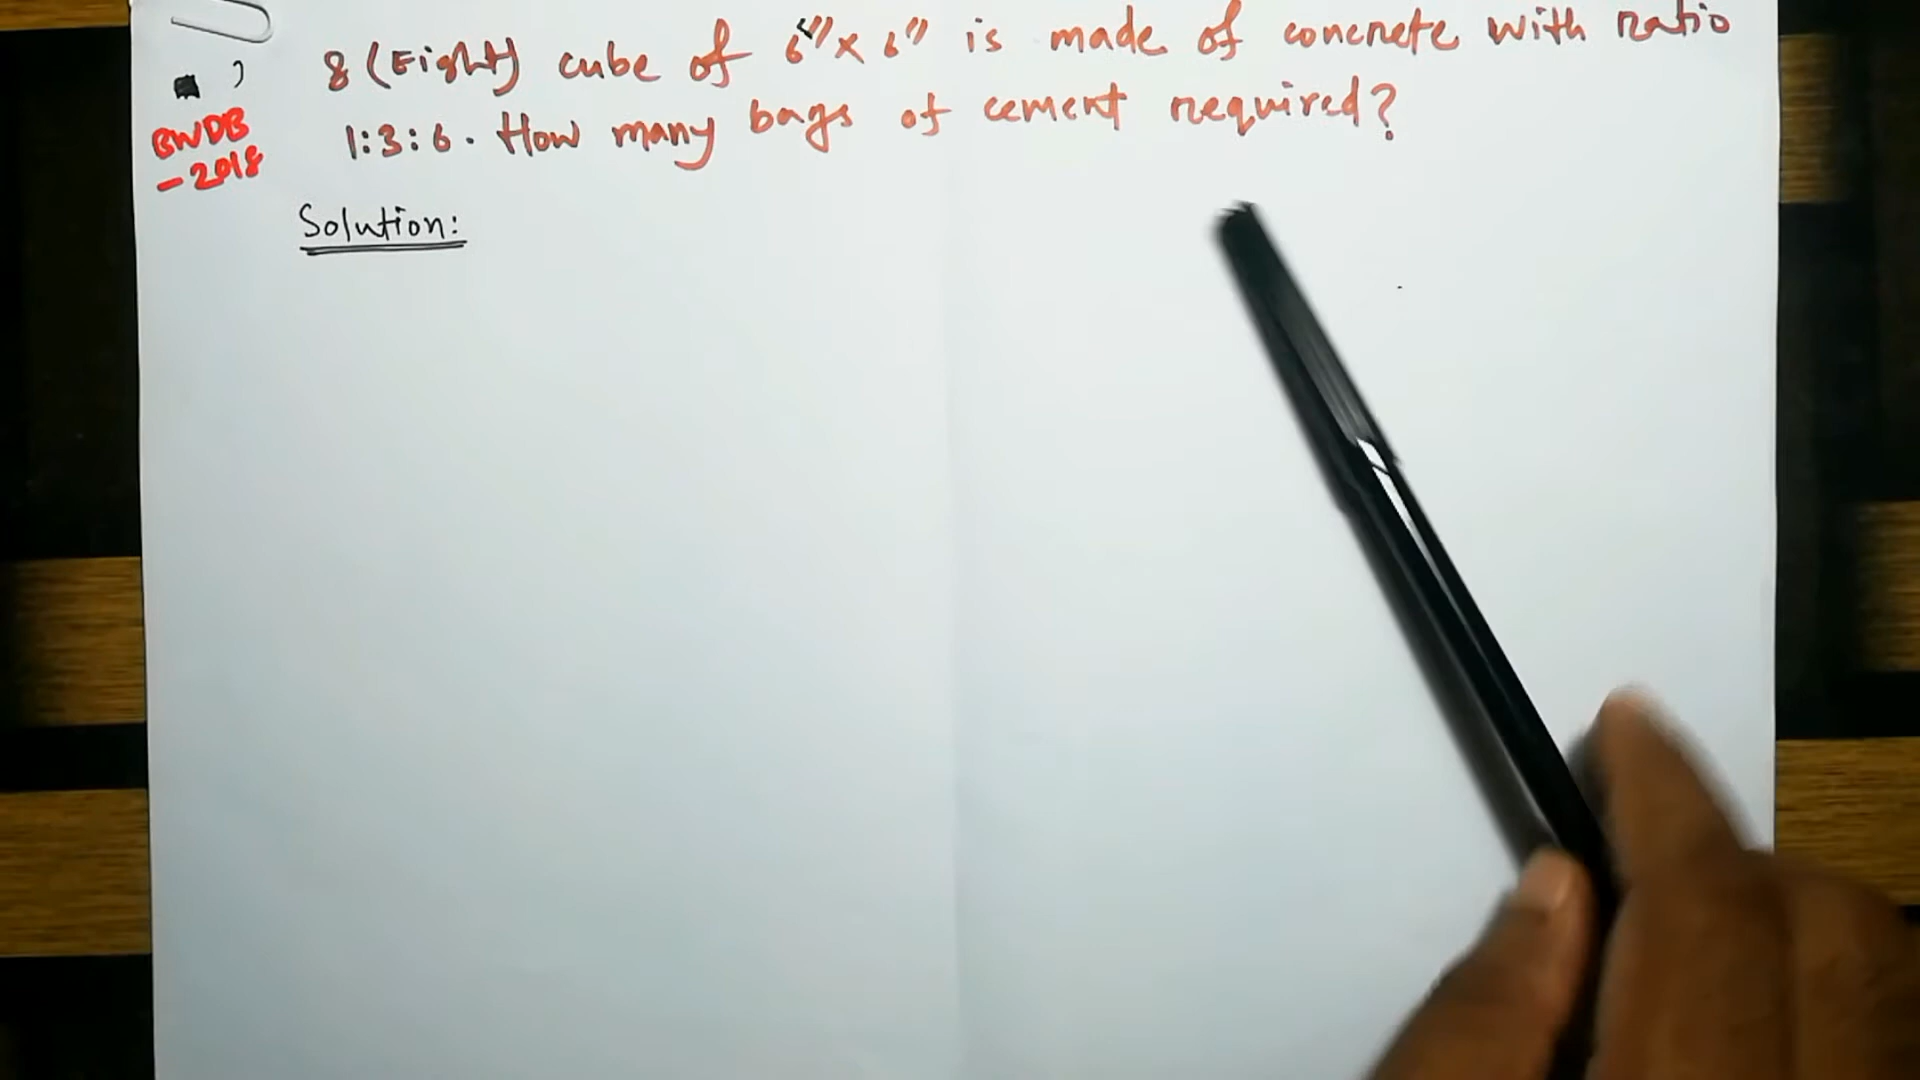 8 (Eight) cube of 6"x 6" is made of concrete with ratio
1:3:6. How many bags of cement required?
BWDB
-2018
Solution: